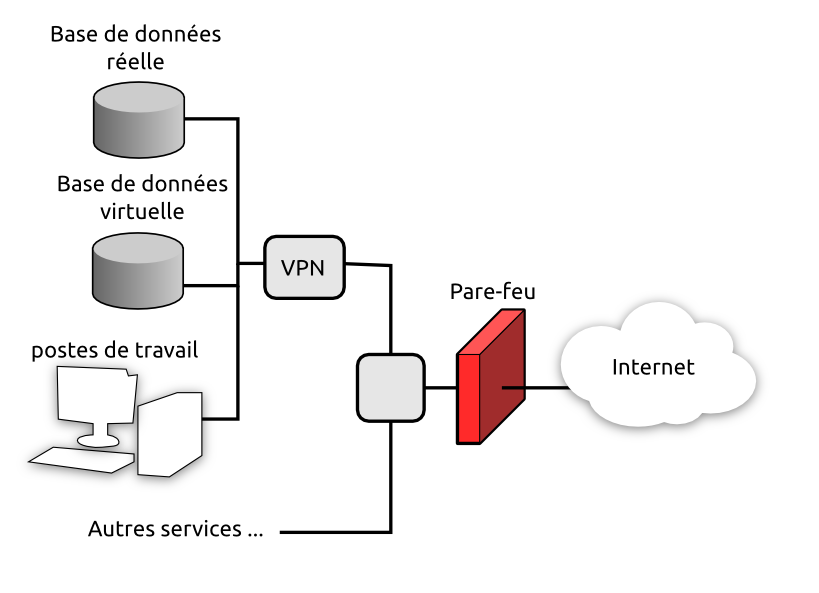 Base de données
réelle
Base de données
virtuelle
VPN
Pare-feu
postes de travail
Internet
Autres services ...